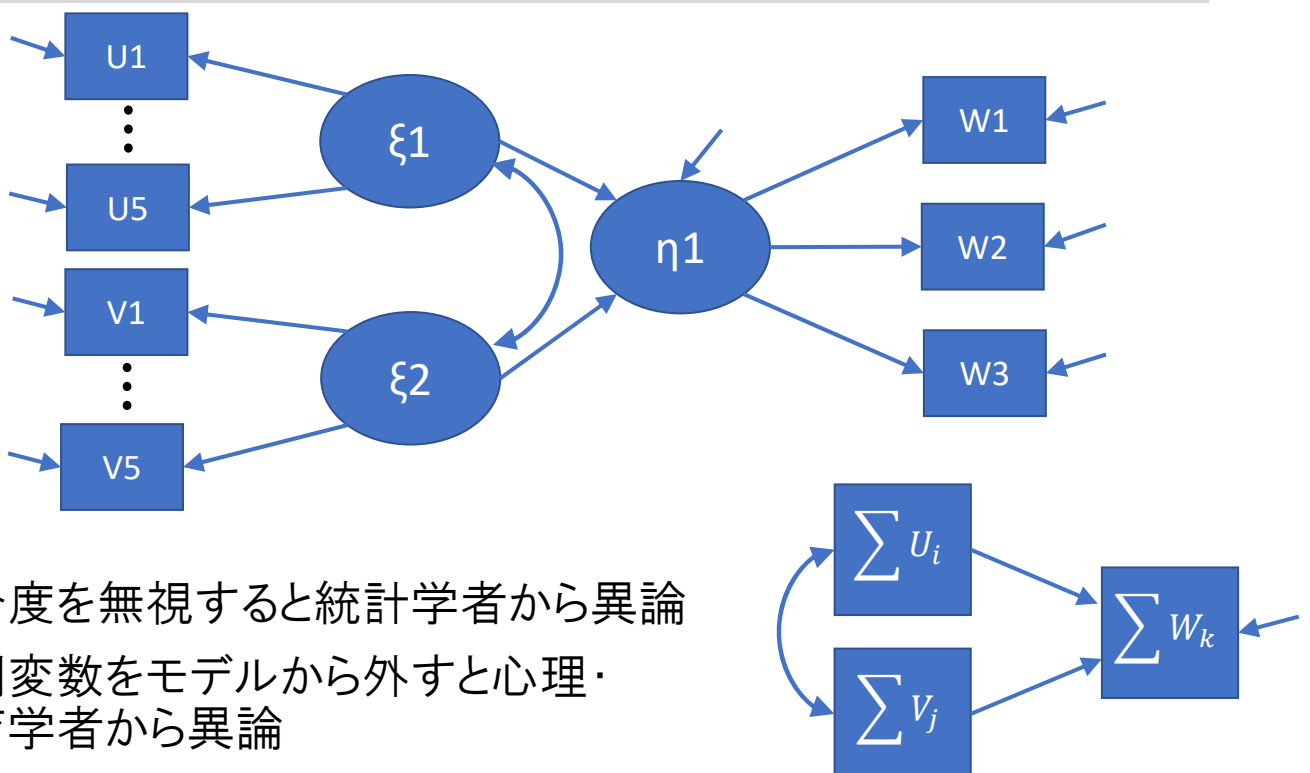 U1
U5
V1
V5
ξ1
ξ2
η1
W1
W2
W3
∑ U_i
∑ V_j
∑ W_k
度を無視すると統計学者から異論
変数をモデルから外すと心理・
学者から異論